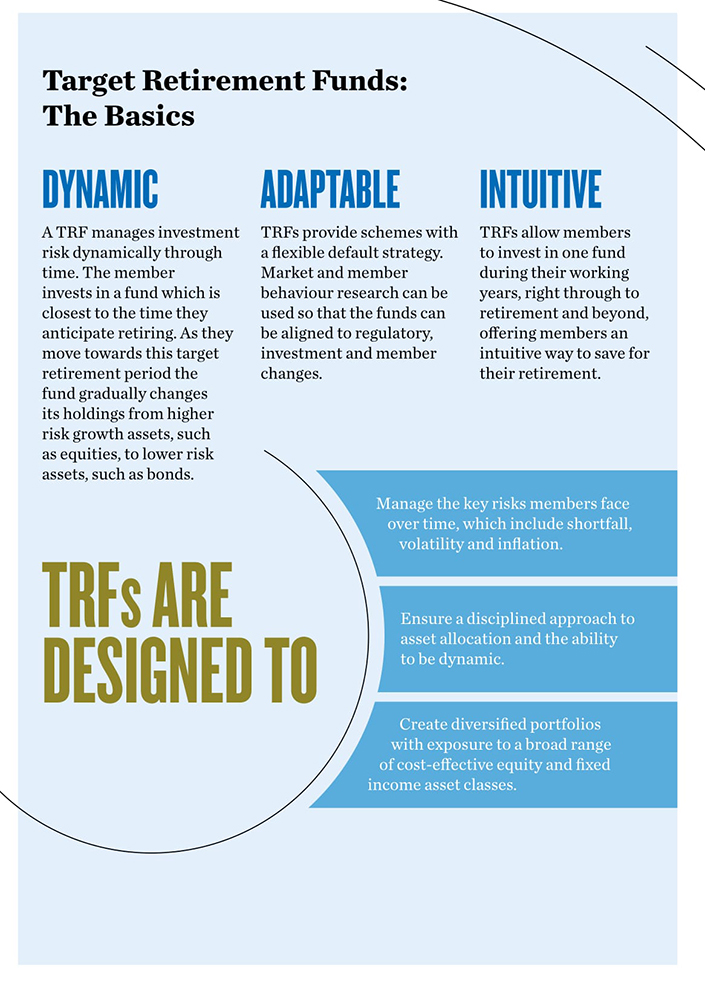 Target Retirement Funds:
The Basics
DYNAMIC
A TRF manages investment
risk dynamically through
time. The member
invests in a fund which is
closest to the time they
anticipate retiring. As they
move towards this target
retirement period the
fund gradually changes
its holdings from higher
risk growth assets, such
as equities, to lower risk
assets, such as bonds.
ADAPTABLE
TRFs provide schemes with
a flexible default strategy.
Market and member
behaviour research can be
used so that the funds can
be aligned to regulatory,
investment and member
changes.
INTUITIVE
TRFs allow members
to invest in one fund
during their working
years, right through to
retirement and beyond,
offering members an
intuitive way to save for
their retirement.
TRFs ARE
DESIGNED TO
Manage the key risks members face
over time, which include shortfall,
volatility and inflation.
Ensure a disciplined approach to
asset allocation and the ability
to be dynamic.
Create diversified portfolios
with exposure to a broad range
of cost-effective equity and fixed
income asset classes.